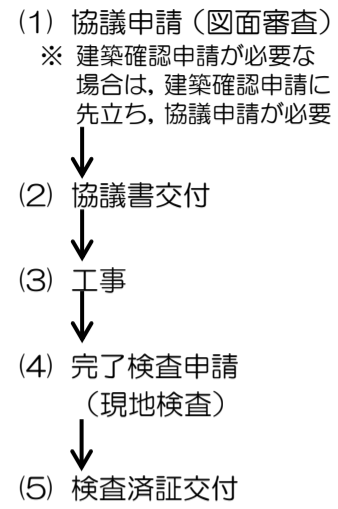 (1) 協議申請（図面審査）
※ 建築確認申請が必要な
場合は，建築確認申請に
先立ち，協議申請が必要
(2) 協議書交付
(3) 工事
(4) 完了検査申請
（現地検査）
(5) 検査済証交付